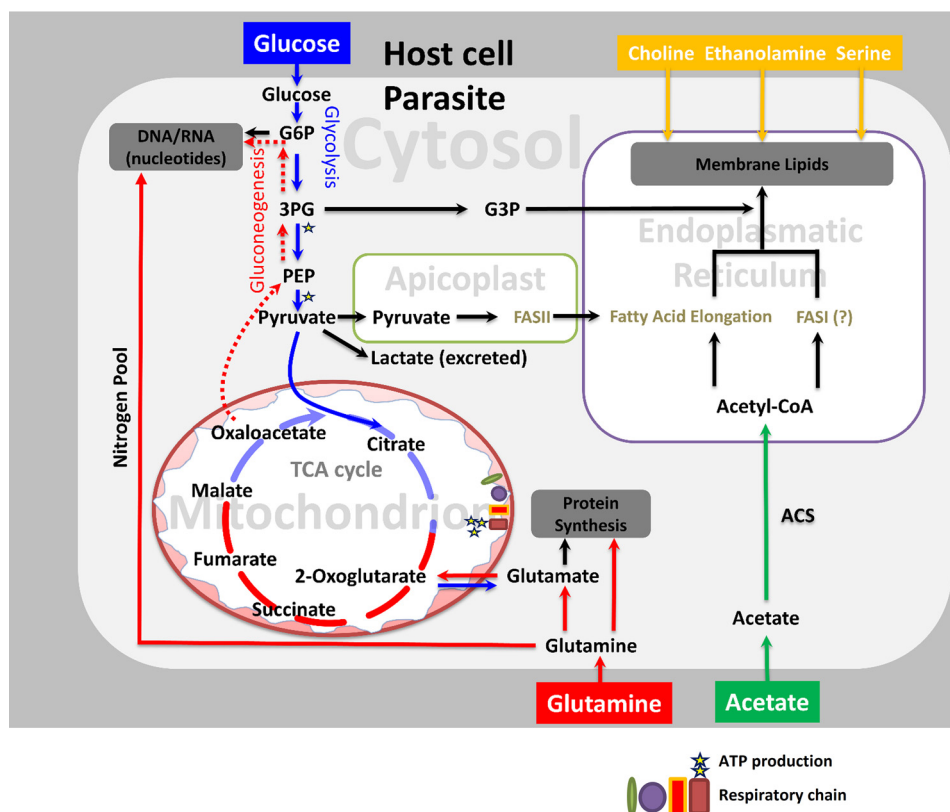 Glucose
Host cell
Parasite
Choline Ethanolamine Serine
Glucose
Glycolysis
Cytosol
DNA/RNA
(nucleotides)
G6P
Gluconeogenesis
Membrane Lipids
3PG
G3P
Endoplasmatic
Reticulum
PEP
Apicoplast
Pyruvate
Pyruvate
FASII
Fatty Acid Elongation
FASI (?)
Lactate (excreted)
Nitrogen Pool
Acetyl-CoA
Oxaloacetate
Citrate
TCA cycle
Malate
Mitochondrion
Protein
Synthesis
ACS
Fumarate
2-Oxoglutarate
Glutamate
Succinate
Acetate
Glutamine
Glutamine
Acetate
ATP production
Respiratory chain